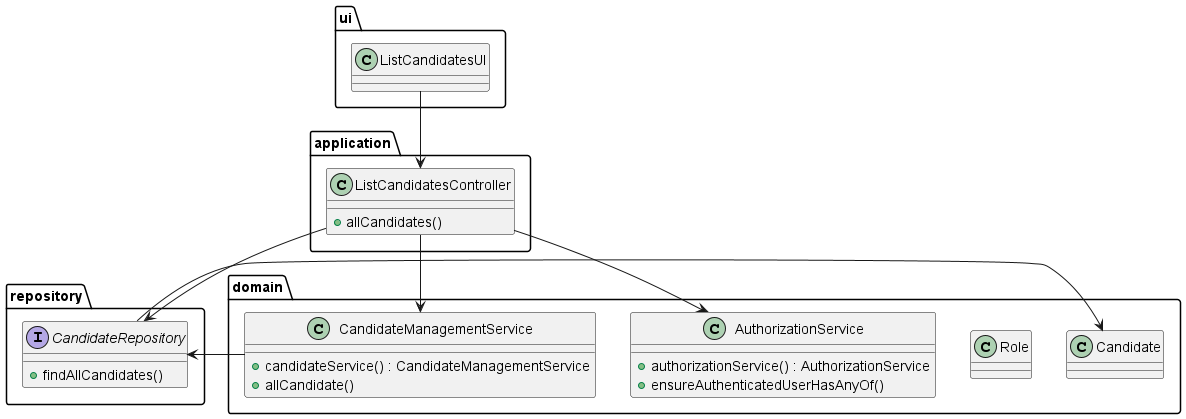 ui
C ListCandidatesUI
application
C ListCandidatesController
allCandidates()
repository
I CandidateRepository
findAllCandidates()
domain
C CandidateManagementService
candidateService() : CandidateManagementService
allCandidate()
C AuthorizationService
authorizationService() : AuthorizationService
ensureAuthenticatedUserHasAnyOf()
C Role
C Candidate